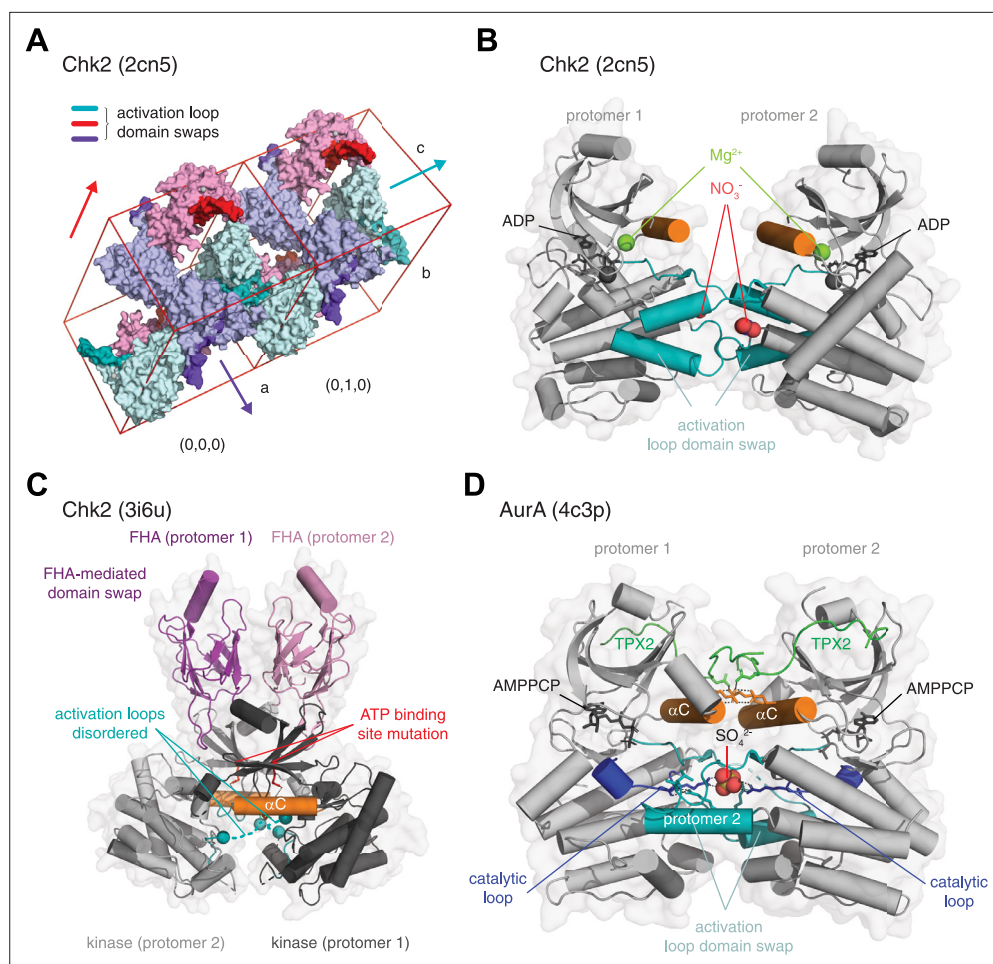 A
Chk2 (2cn5)
activation loop
domain swaps
c
b
a
(0,1,0)
(0,0,0)
B
Chk2 (2cn5)
protomer 1
protomer 2
Mg2+
NO3-
ADP
ADP
activation
loop domain swap
C
Chk2 (3i6u)
FHA (protomer 1)
FHA (protomer 2)
FHA-mediated
domain swap
activation loops
disordered
ATP binding
site mutation
αC
kinase (protomer 2)
kinase (protomer 1)
D
AurA (4c3p)
protomer 1
protomer 2
TPX2
TPX2
AMPPCP
AMPPCP
αC
αC
SO42-
protomer 2
catalytic
loop
catalytic
loop
activation
loop domain swap